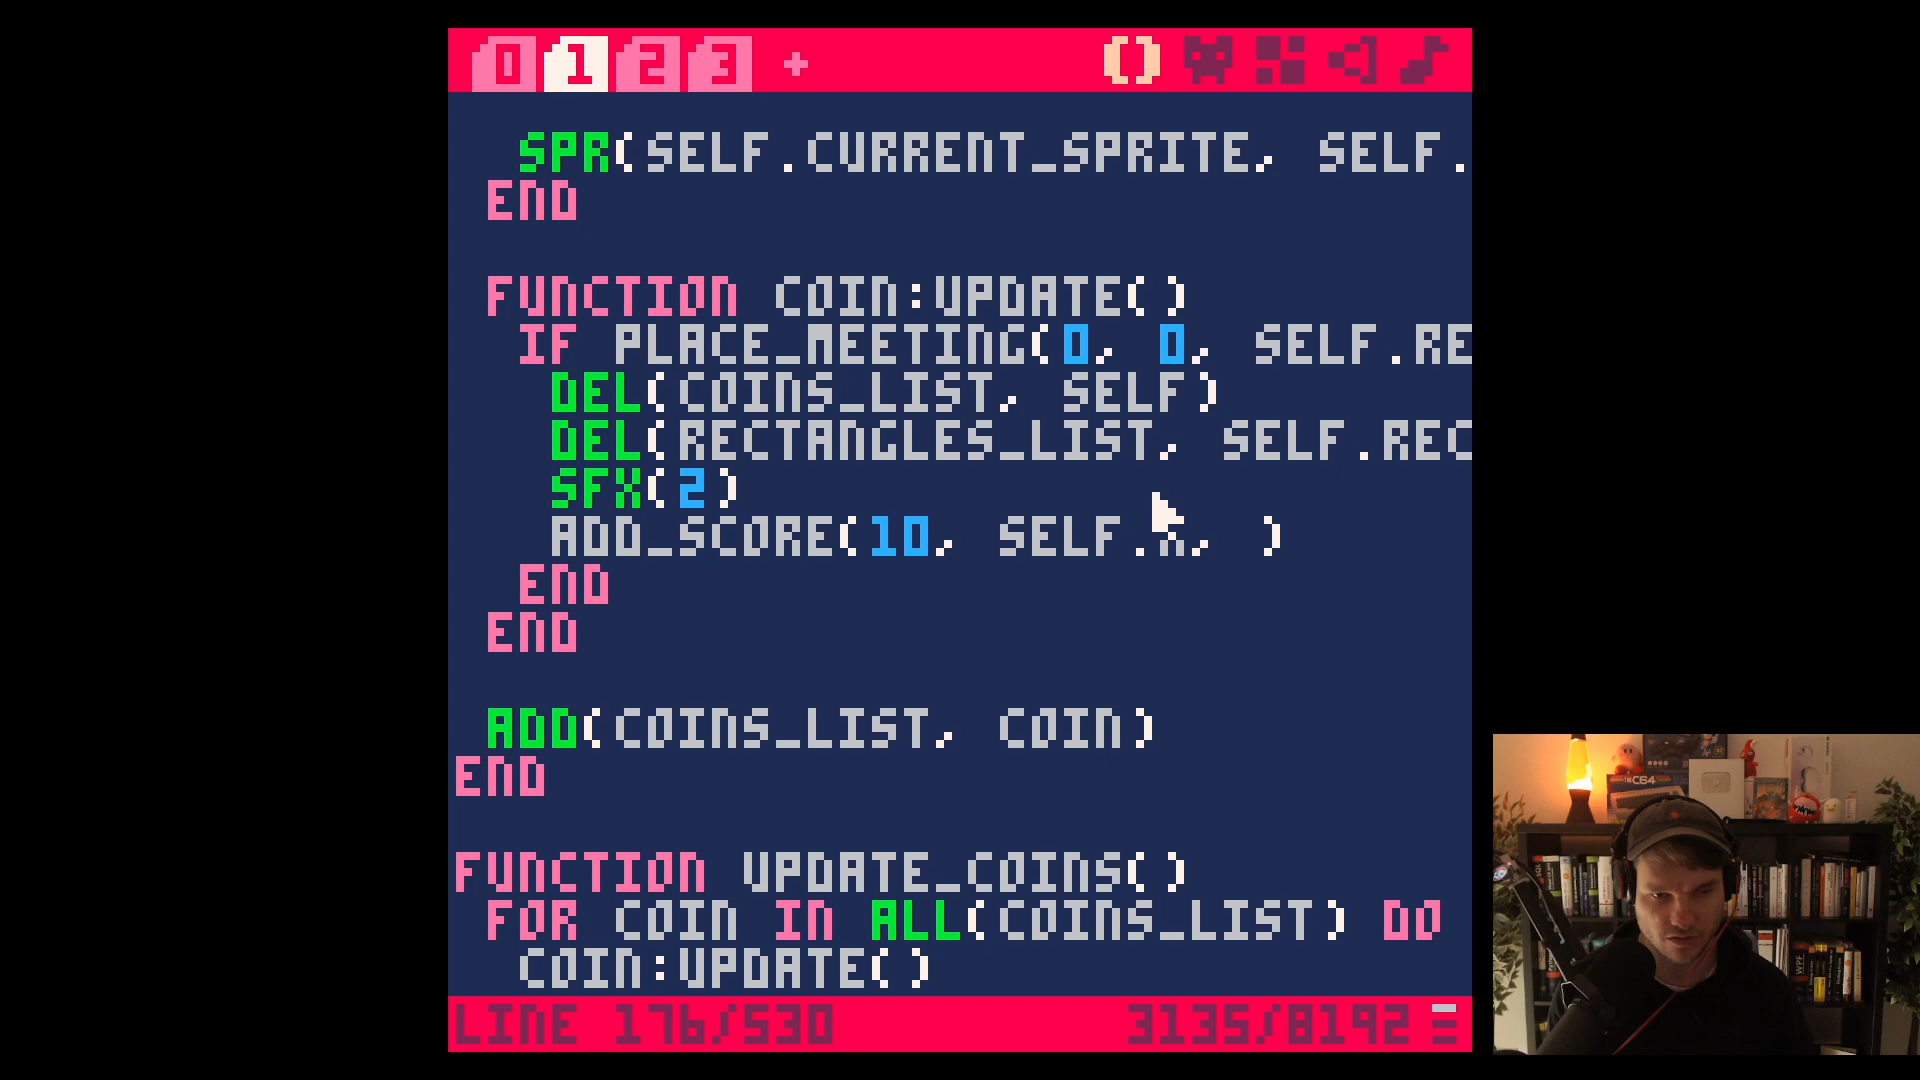 0 1 2 3 +
SPR(SELF.CURRENT_SPRITE, SELF.
END
FUNCTION COIN:UPDATE()
IF PLACE_MEETING(0, 0, SELF.RE
DEL(COINS_LIST, SELF)
DEL(RECTANGLES_LIST, SELF.REC
SFX(2)
ADD_SCORE(10, SELF.X, )
END
END
ADD(COINS_LIST, COIN)
END
FUNCTION UPDATE_COINS()
FOR COIN IN ALL(COINS_LIST) DO
COIN:UPDATE()
LINE 176/530
3135/8192
C64
WPF